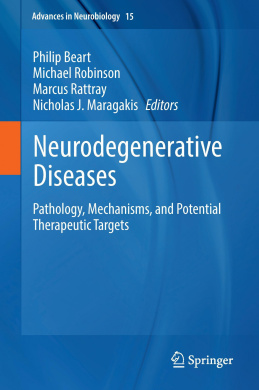 Advances in Neurobiology 15
Philip Beart
Michael Robinson
Marcus Rattray
Nicholas J. Maragakis Editors
Neurodegenerative
Diseases
Pathology, Mechanisms, and Potential
Therapeutic Targets
Springer